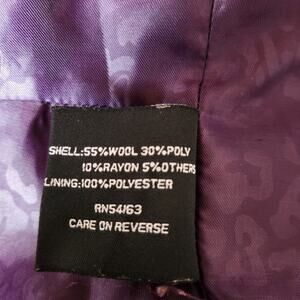 SHELL:55%WOOL 30%POLY
10%RAYON 5%OTHERS
LINING:100%POLYESTER
RN54163
CARE ON REVERSE